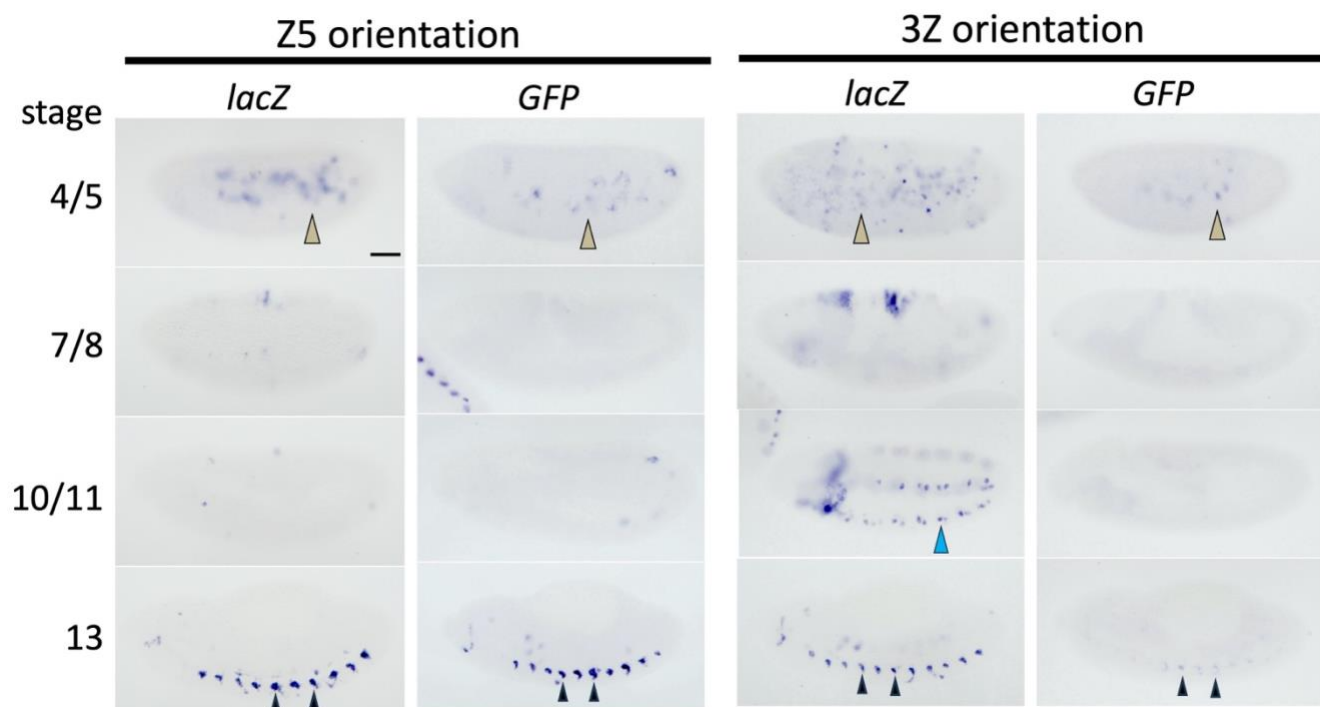 Z5 orientation
3Z orientation
lacZ
GFP
lacZ
GFP
stage
4/5
7/8
10/11
13